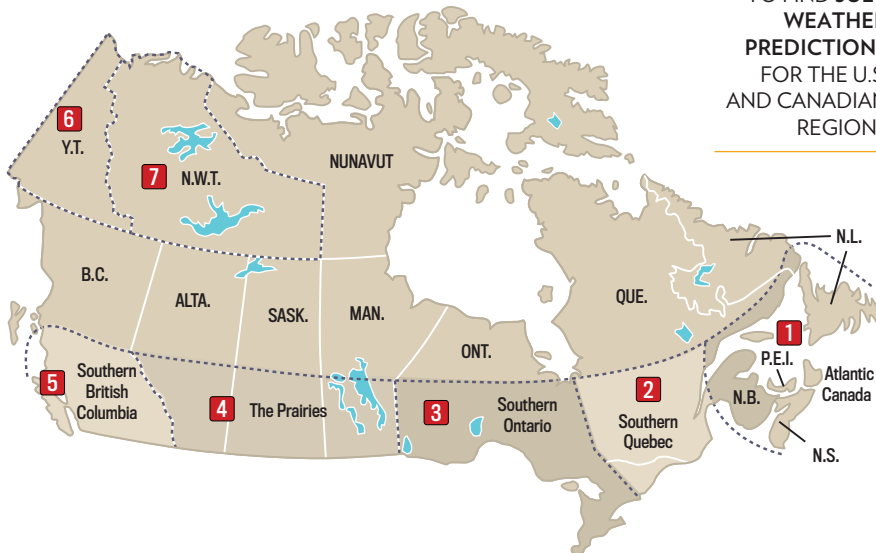 WEATHER
PREDICTION
FOR THE U.S
AND CANADIAN
REGION
6
Y.T.
7
N.W.T.
NUNAVUT
N.L.
B.C.
ALTA.
SASK.
MAN.
ONT.
QUE.
1
P.E.I.
Atlantic
Canada
N.B.
N.S.
5
Southern
British
Columbia
4
The Prairies
3
Southern
Ontario
2
Southern
Quebec